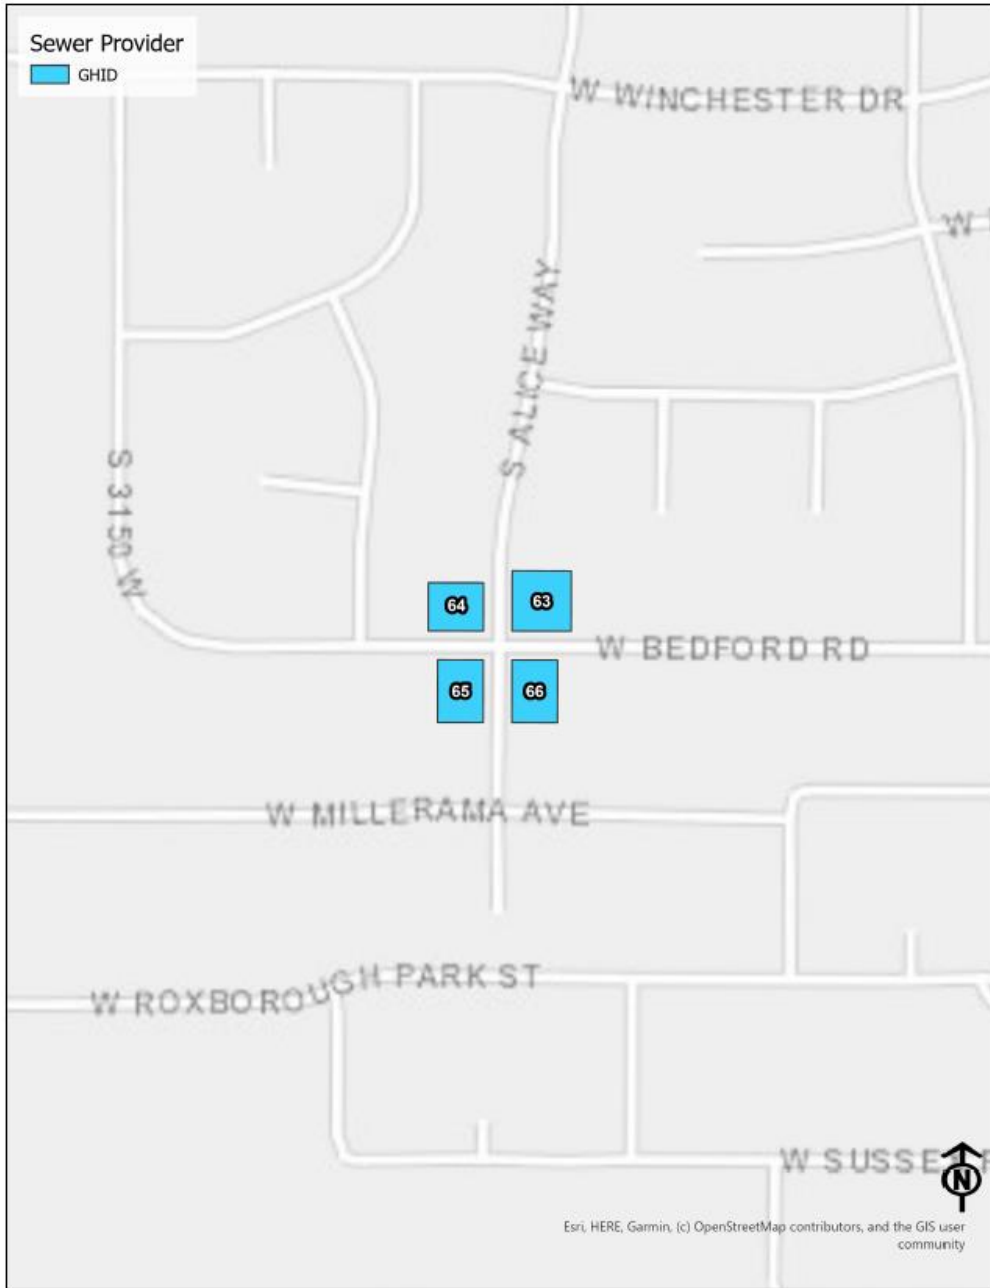 Sewer Provider
GHID
W WINCHESTER DR
W
S ALICE WAY
S 3150 W
64
63
W BEDFORD RD
65
66
W MILLERAMA AVE
W ROXBOROUGH PARK ST
W SUSSE
N
Esri, HERE, Garmin, (c) OpenStreetMap contributors, and the GIS user
community